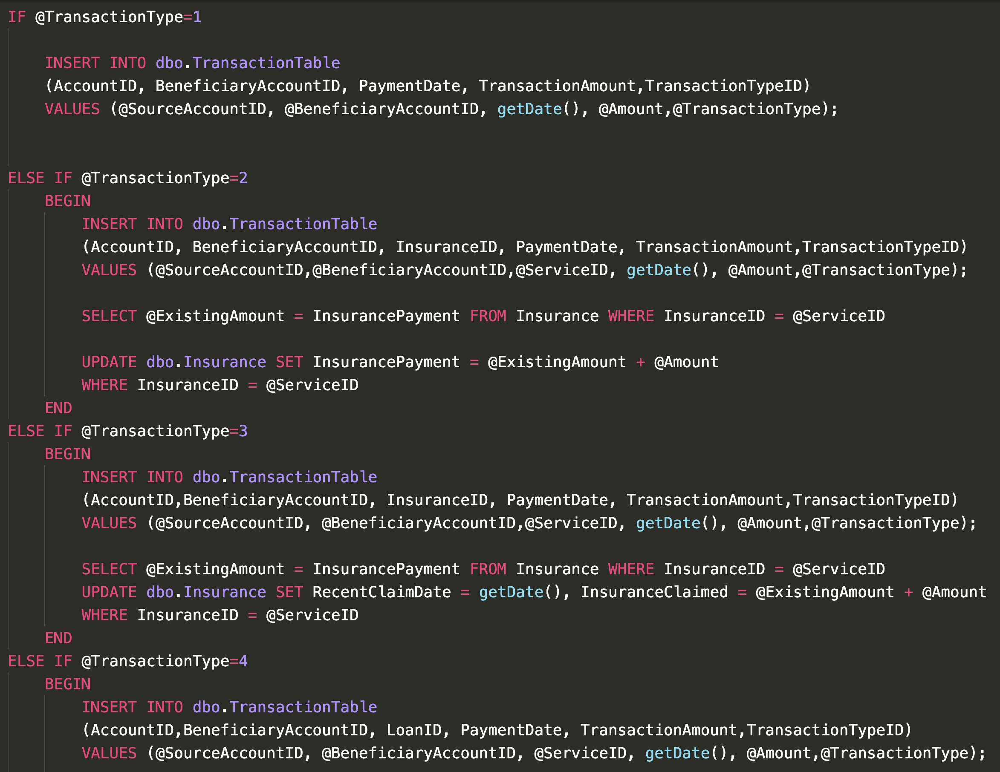 IF @TransactionType=1
INSERT INTO dbo.TransactionTable
(AccountID, BeneficiaryAccountID, PaymentDate, TransactionAmount,TransactionTypeID)
VALUES (@SourceAccountID, @BeneficiaryAccountID, getDate(), @Amount,@TransactionType);
ELSE IF @TransactionType=2
BEGIN
INSERT INTO dbo.TransactionTable
(AccountID, BeneficiaryAccountID, InsuranceID, PaymentDate, TransactionAmount,TransactionTypeID)
VALUES (@SourceAccountID,@BeneficiaryAccountID,@ServiceID, getDate(), @Amount,@TransactionType);
SELECT @ExistingAmount = InsurancePayment FROM Insurance WHERE InsuranceID = @ServiceID
UPDATE dbo.Insurance SET InsurancePayment = @ExistingAmount + @Amount
WHERE InsuranceID = @ServiceID
END
ELSE IF @TransactionType=3
BEGIN
INSERT INTO dbo.TransactionTable
(AccountID,BeneficiaryAccountID, InsuranceID, PaymentDate, TransactionAmount,TransactionTypeID)
VALUES (@SourceAccountID, @BeneficiaryAccountID,@ServiceID, getDate(), @Amount,@TransactionType);
SELECT @ExistingAmount = InsurancePayment FROM Insurance WHERE InsuranceID = @ServiceID
UPDATE dbo.Insurance SET RecentClaimDate = getDate(), InsuranceClaimed = @ExistingAmount + @Amount
WHERE InsuranceID = @ServiceID
END
ELSE IF @TransactionType=4
BEGIN
INSERT INTO dbo.TransactionTable
(AccountID,BeneficiaryAccountID, LoanID, PaymentDate, TransactionAmount,TransactionTypeID)
VALUES (@SourceAccountID, @BeneficiaryAccountID, @ServiceID, getDate(), @Amount,@TransactionType);